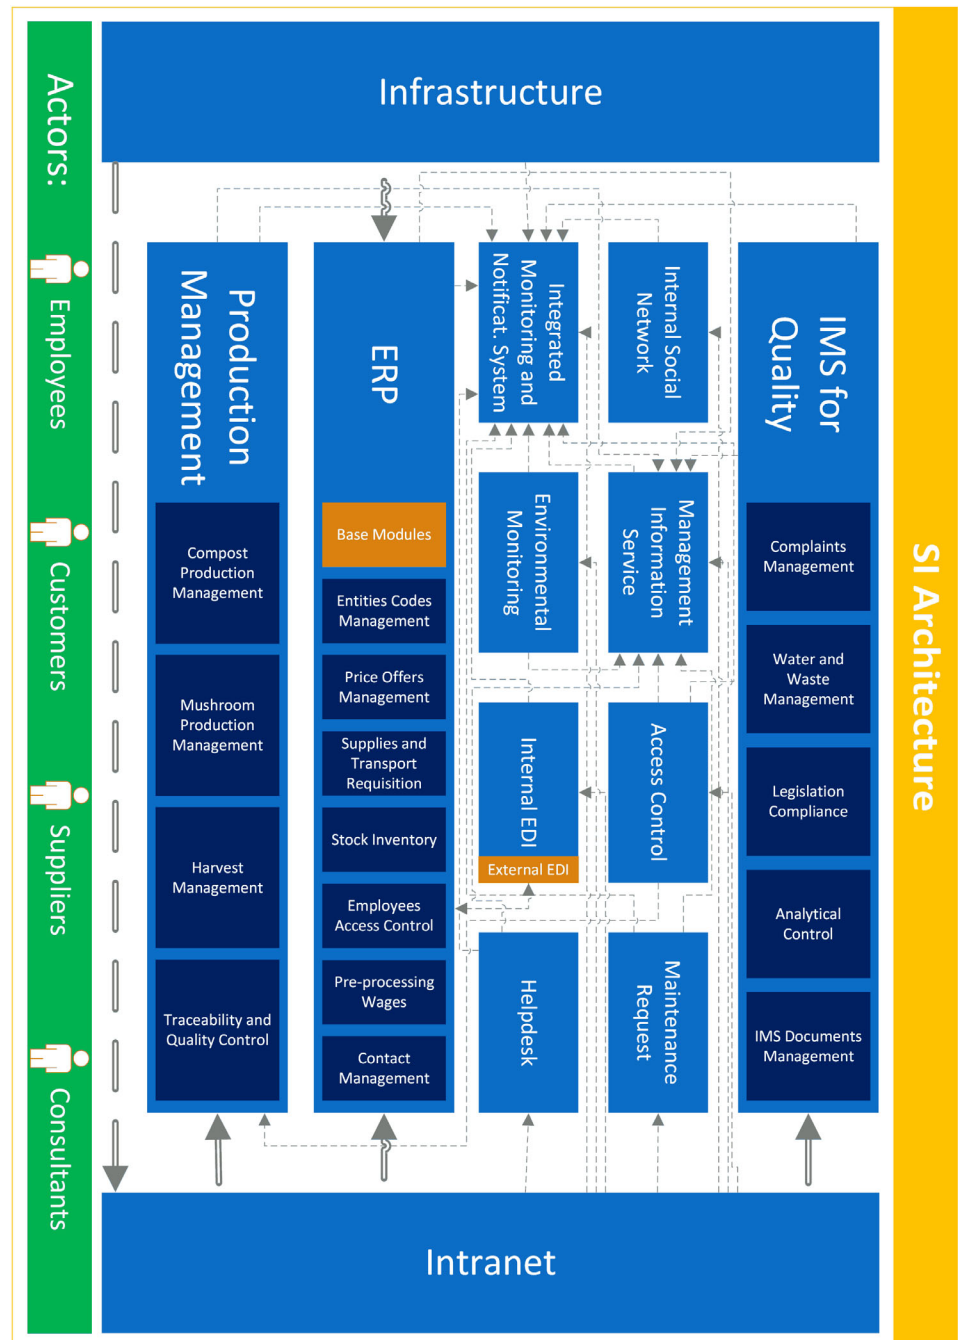 SI Architecture
Infrastructure
IMS for
Quality
Complaints
Management
Water and
Waste
Management
Legislation
Compliance
Analytical
Control
IMS Documents
Management
Internal Social
Network
Management
Information
Service
Access Control
Maintenance
Request
Integrated
Monitoring and
Notificat. System
Environmental
Monitoring
Internal EDI
External EDI
Helpdesk
ERP
Base Modules
Entities Codes
Management
Price Offers
Management
Supplies and
Transport
Requisition
Stock Inventory
Employees
Access Control
Pre-processing
Wages
Contact
Management
Production
Management
Compost
Production
Management
Mushroom
Production
Management
Harvest
Management
Traceability and
Quality Control
Intranet
Actors:
Employees
Customers
Suppliers
Consultants